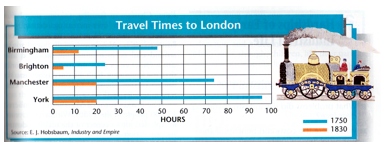 Travel Times to London
Birmingham
Brighton
Manchester
York
0 10 20 30 40 50 60 70 80 90 100
HOURS
1750
1830
Source: E. J. Hobsbaum, Industry and Empire